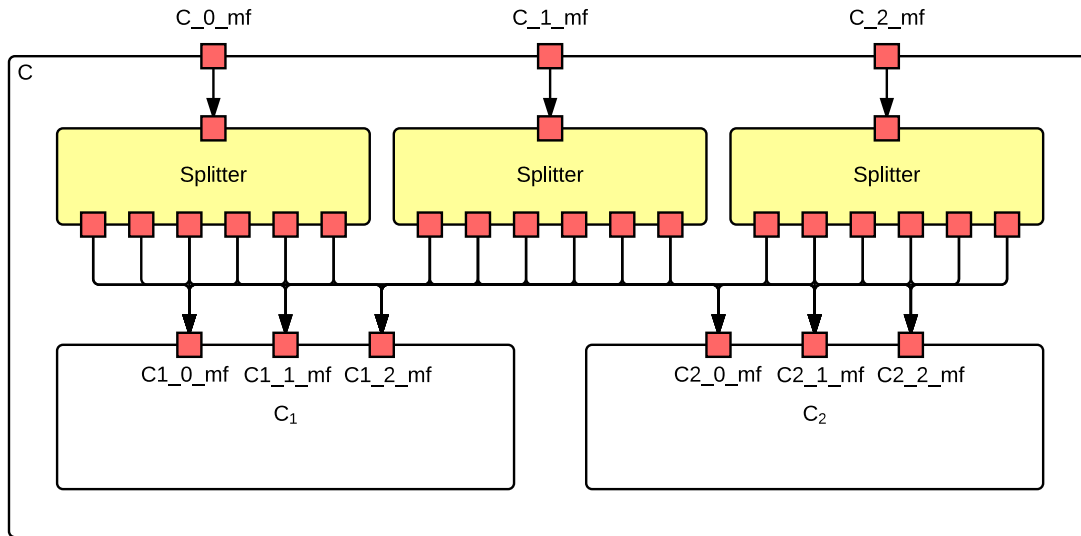 C_0_mf C_1_mf C_2_mf
C
Splitter Splitter Splitter
C1_0_mf C1_1_mf C1_2_mf C2_0_mf C2_1_mf C2_2_mf
C₁ C₂